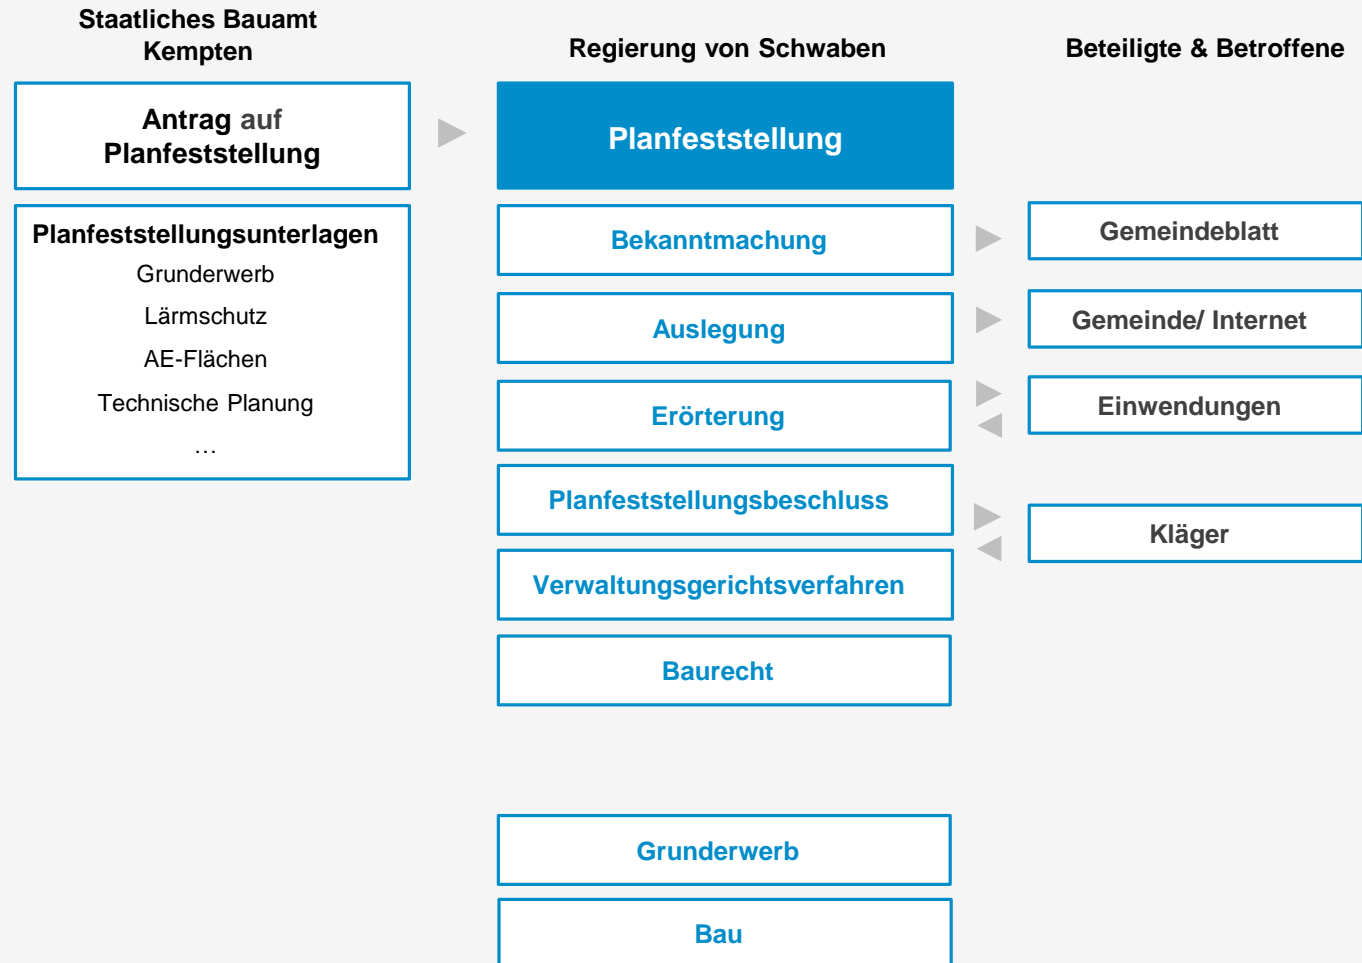 Staatliches Bauamt
Kempten
Regierung von Schwaben
Beteiligte & Betroffene
Antrag auf
Planfeststellung
Planfeststellung
Planfeststellungsunterlagen
Grunderwerb
Lärmschutz
AE-Flächen
Technische Planung
…
Bekanntmachung
Gemeindeblatt
Auslegung
Gemeinde/ Internet
Erörterung
Einwendungen
Planfeststellungsbeschluss
Kläger
Verwaltungsgerichtsverfahren
Baurecht
Grunderwerb
Bau